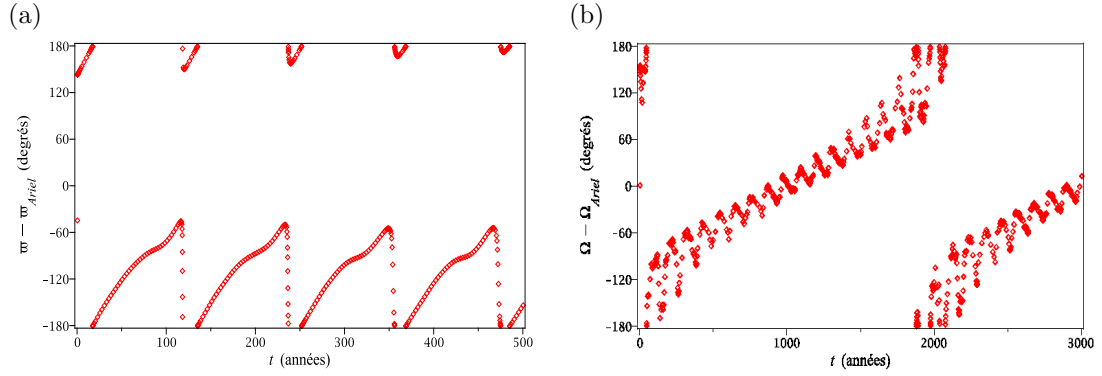 (a)
180
120
60
0
-60
-120
-180
ϖ − ϖ_Ariel (degrés)
0 100 200 300 400 500
t (années)
(b)
180
120
60
0
-60
-120
-180
Ω − Ω_Ariel (degrés)
0 1000 2000 3000
t (années)